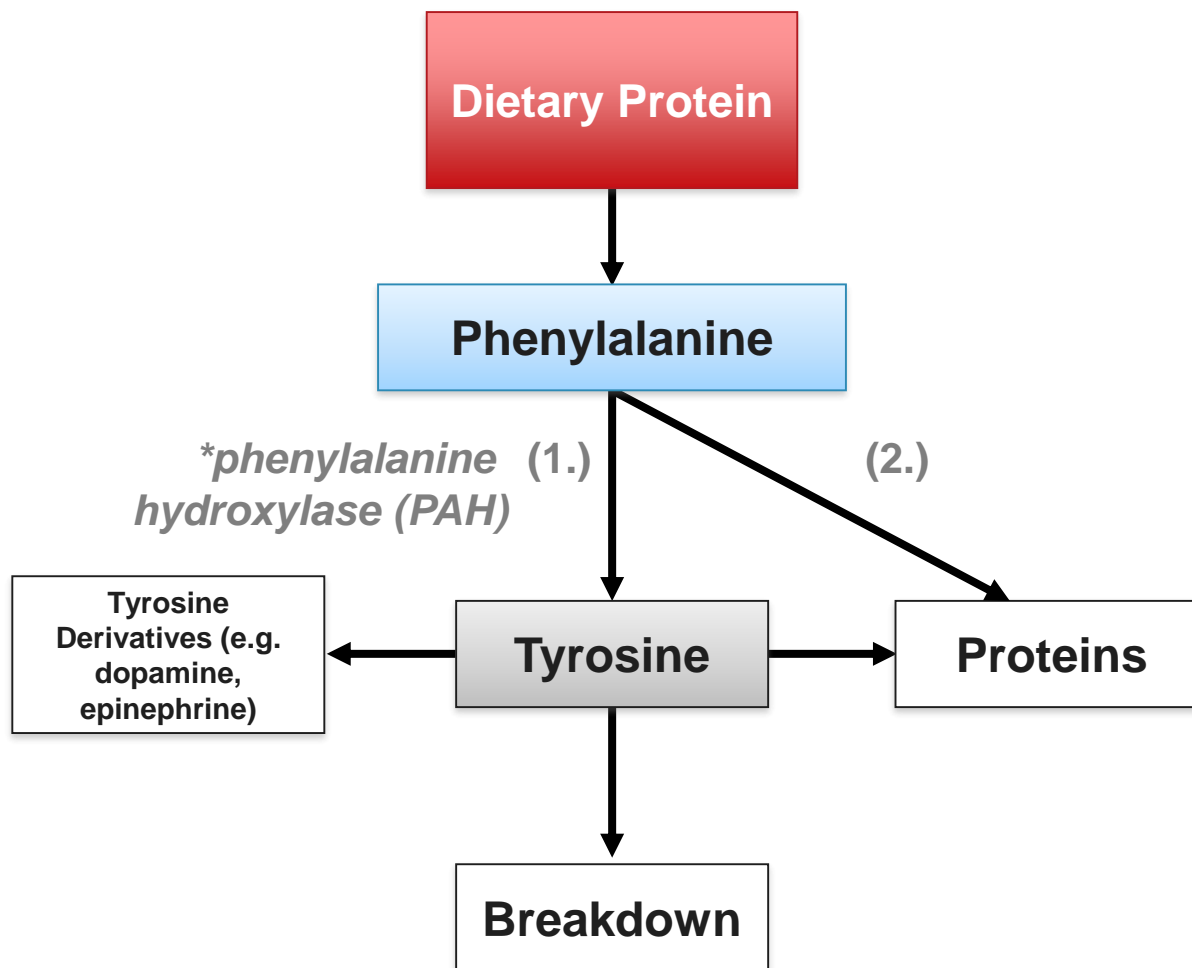 Dietary Protein
Phenylalanine
*phenylalanine (1.) (2.)
hydroxylase (PAH)
Tyrosine
Derivatives (e.g.
dopamine,
epinephrine)
Tyrosine
Proteins
Breakdown